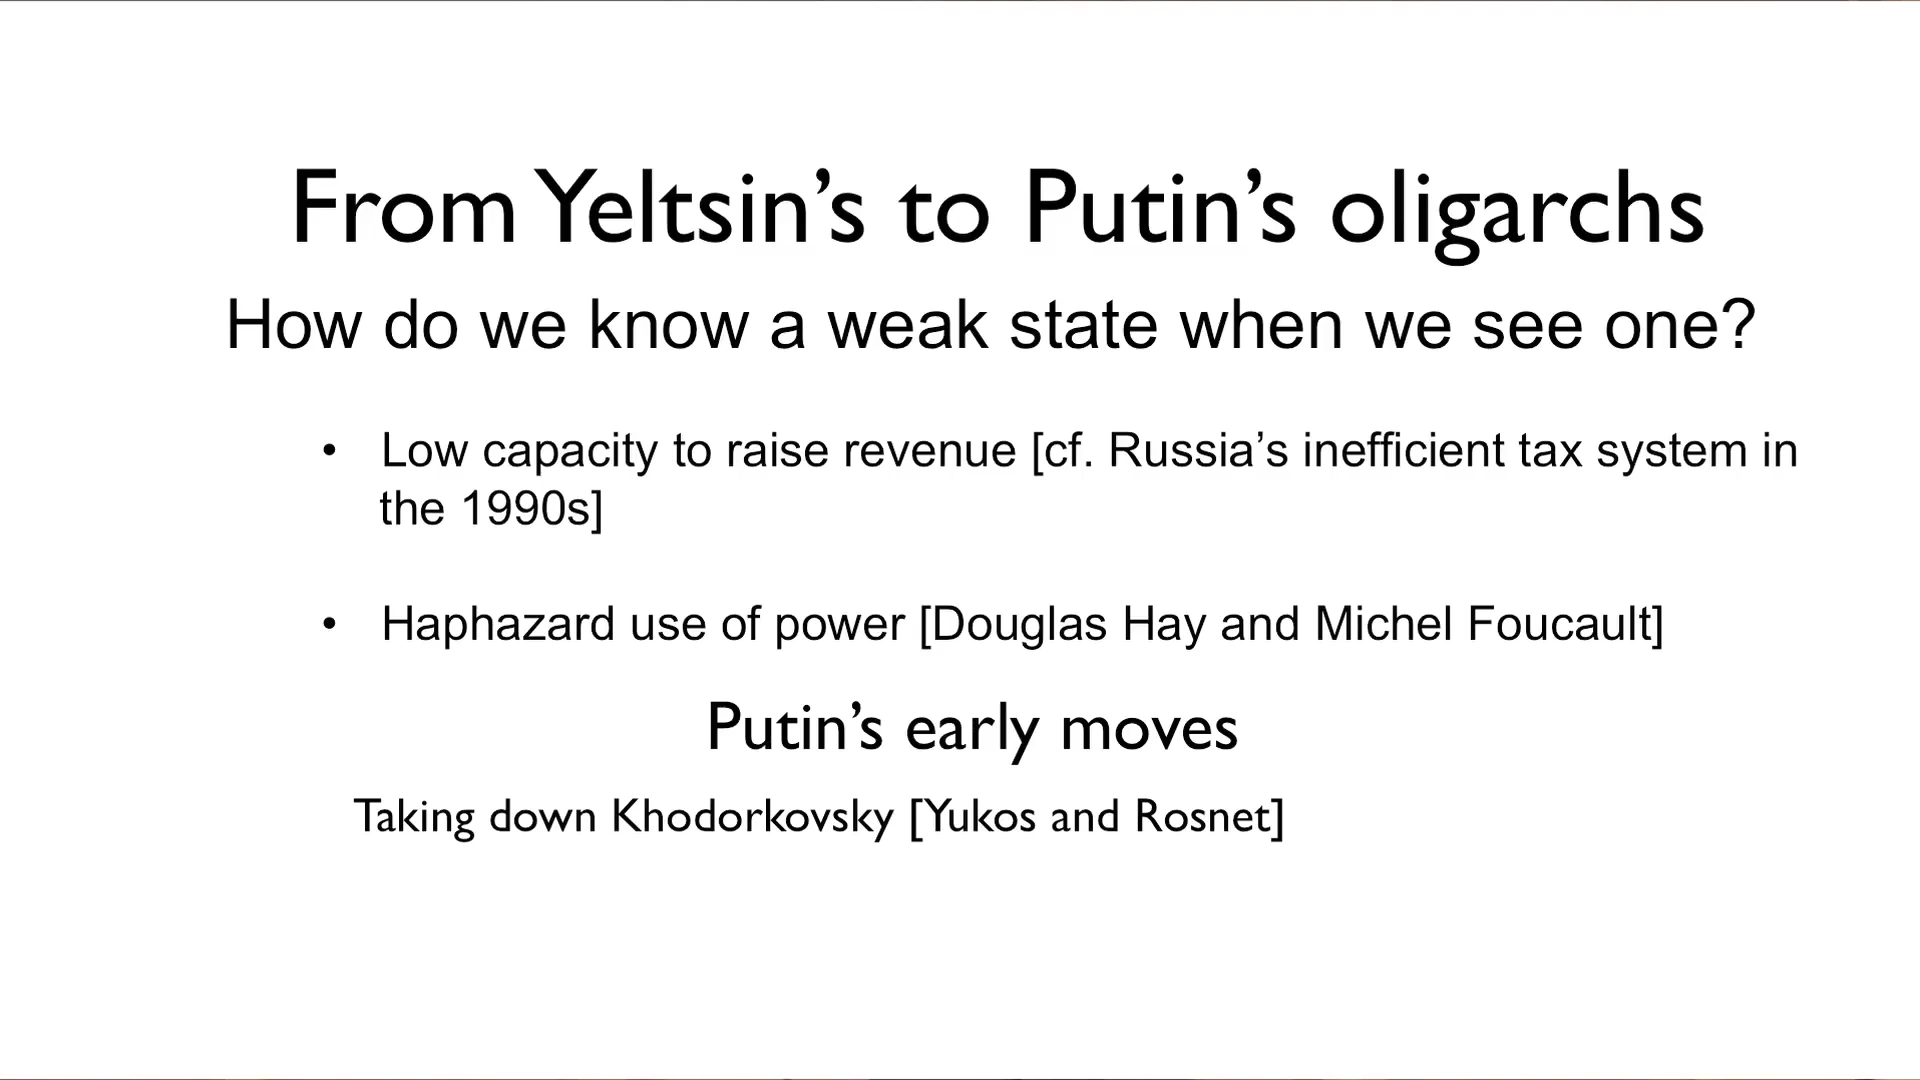 From Yeltsin’s to Putin’s oligarchs
How do we know a weak state when we see one?
• Low capacity to raise revenue [cf. Russia’s inefficient tax system in
the 1990s]
• Haphazard use of power [Douglas Hay and Michel Foucault]
Putin’s early moves
Taking down Khodorkovsky [Yukos and Rosnet]